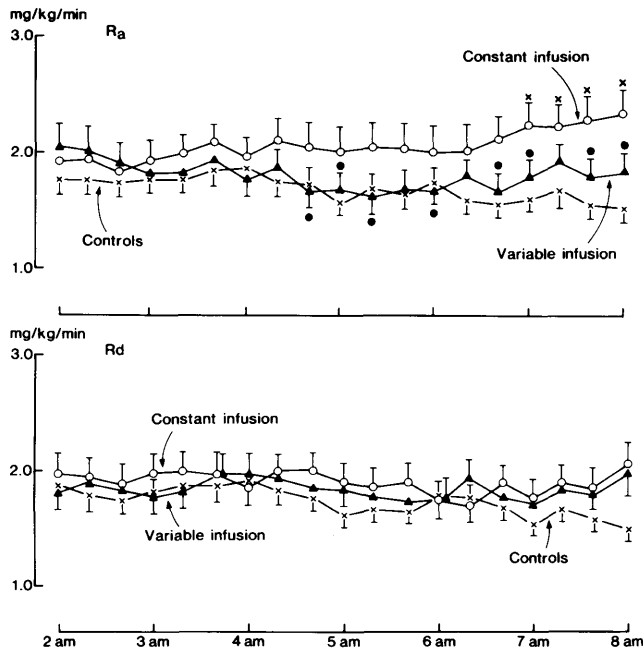 mg/kg/min
Ra
3.0
Constant infusion
2.0
Controls
Variable infusion
1.0
mg/kg/min
3.0
Rd
Constant infusion
2.0
Variable infusion
Controls
1.0
2 am 3 am 4 am 5 am 6 am 7 am 8 am